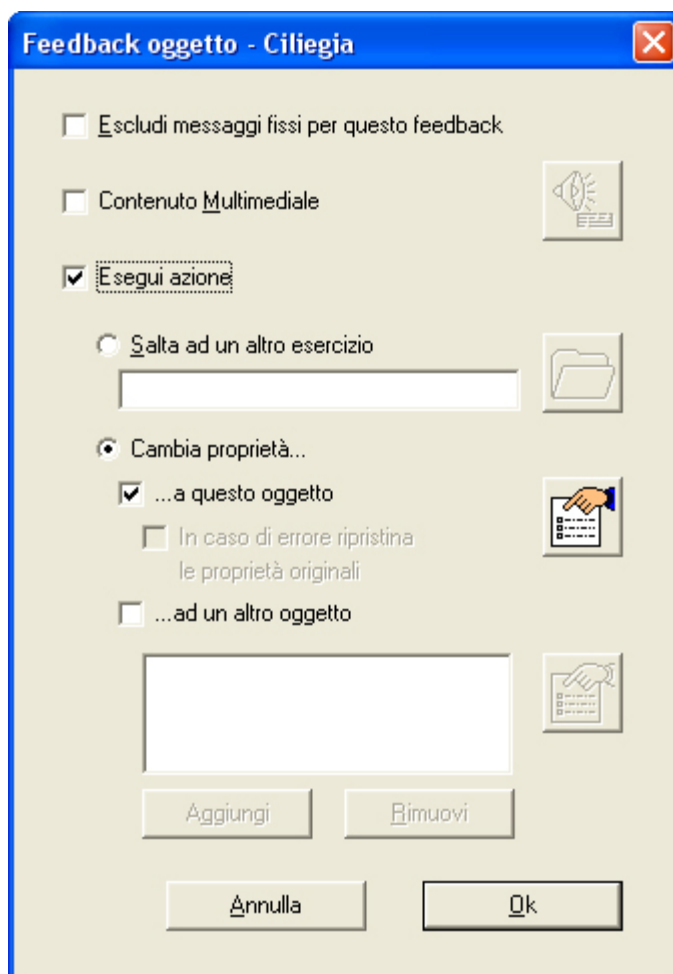 Feedback oggetto - Ciliegia
Escludi messaggi fissi per questo feedback
Contenuto Multimediale
Esegui azione
Salta ad un altro esercizio
Cambia proprietà...
...a questo oggetto
In caso di errore ripristina
le proprietà originali
...ad un altro oggetto
Aggiungi Rimuovi
Annulla Ok